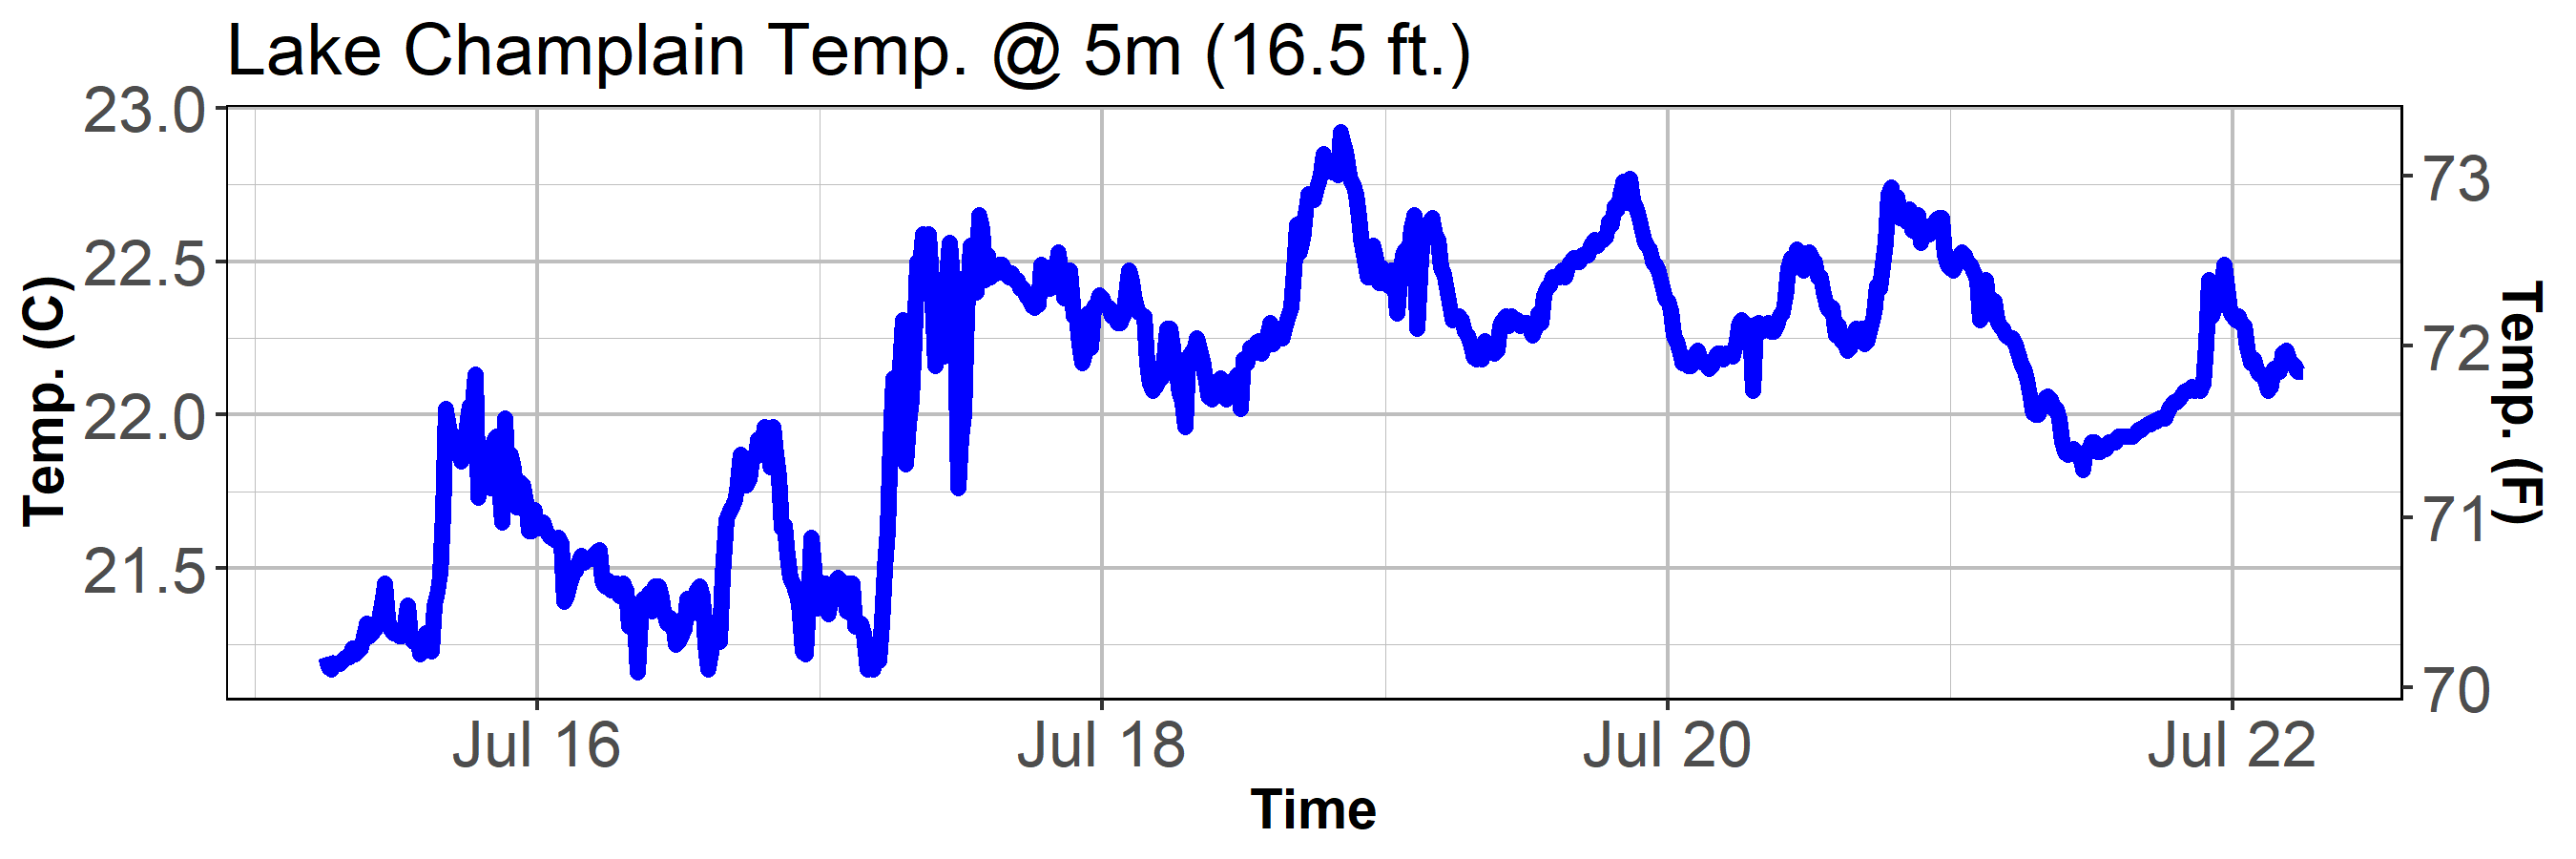 Lake Champlain Temp. @ 5m (16.5 ft.)
23.0
22.5
22.0
21.5
Temp. (C)
73
72
71
70
Temp. (F)
Jul 16
Jul 18
Jul 20
Jul 22
Time